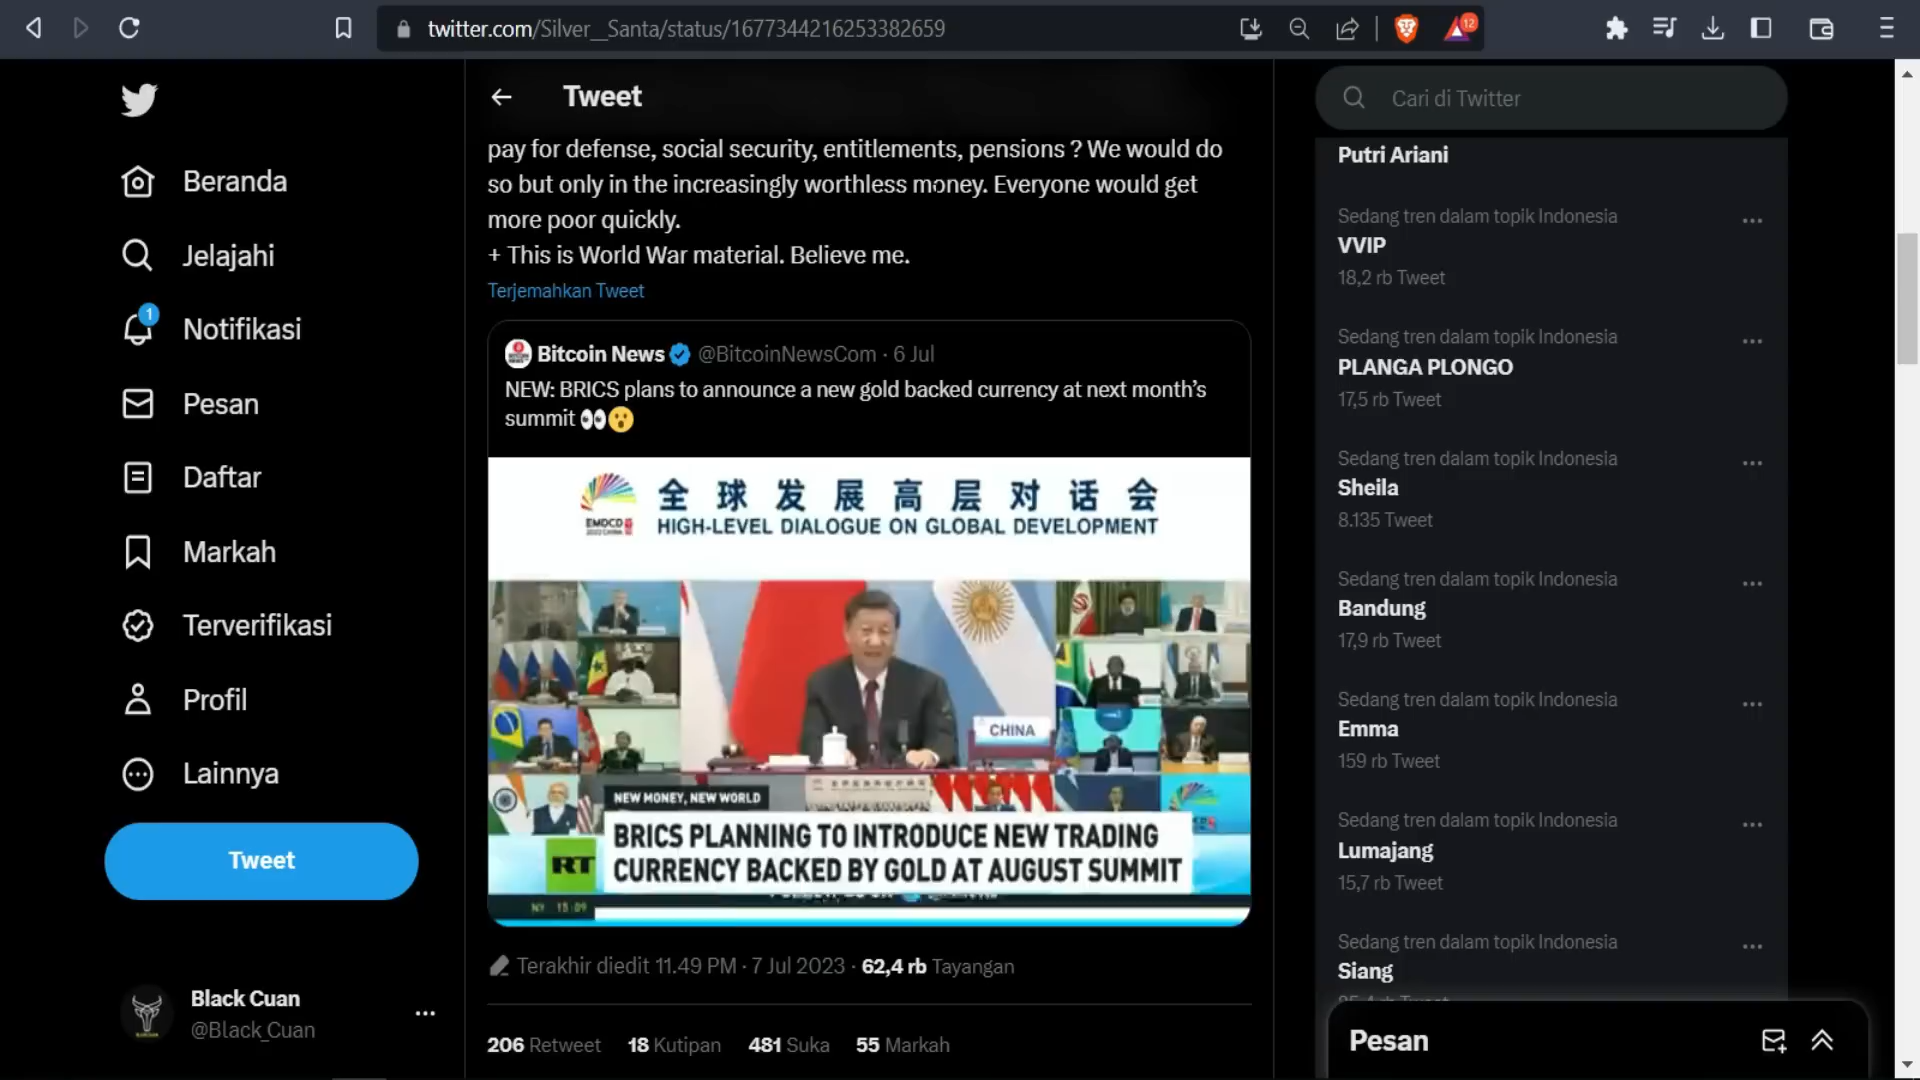 twitter.com/Silver__Santa/status/1677344216253382659
12
Beranda
Jelajahi
1
Notifikasi
Pesan
Daftar
Markah
Terverifikasi
Profil
Lainnya
Tweet
Black Cuan
@Black_Cuan
Tweet
pay for defense, social security, entitlements, pensions ? We would do
so but only in the increasingly worthless money. Everyone would get
more poor quickly.
+ This is World War material. Believe me.
Terjemahkan Tweet
Bitcoin News @BitcoinNewsCom · 6 Jul
NEW: BRICS plans to announce a new gold backed currency at next month’s
summit 👀😮
全球发展高层对话会
EMDCD
HIGH-LEVEL DIALOGUE ON GLOBAL DEVELOPMENT
CHINA
NEW MONEY, NEW WORLD
RT
BRICS PLANNING TO INTRODUCE NEW TRADING
CURRENCY BACKED BY GOLD AT AUGUST SUMMIT
NY 15:09
Terakhir diedit 11.49 PM · 7 Jul 2023 · 62,4 rb Tayangan
206 Retweet 18 Kutipan 481 Suka 55 Markah
Cari di Twitter
Putri Ariani
Sedang tren dalam topik Indonesia
VVIP
18,2 rb Tweet
Sedang tren dalam topik Indonesia
PLANGA PLONGO
17,5 rb Tweet
Sedang tren dalam topik Indonesia
Sheila
8.135 Tweet
Sedang tren dalam topik Indonesia
Bandung
17,9 rb Tweet
Sedang tren dalam topik Indonesia
Emma
159 rb Tweet
Sedang tren dalam topik Indonesia
Lumajang
15,7 rb Tweet
Sedang tren dalam topik Indonesia
Siang
Pesan